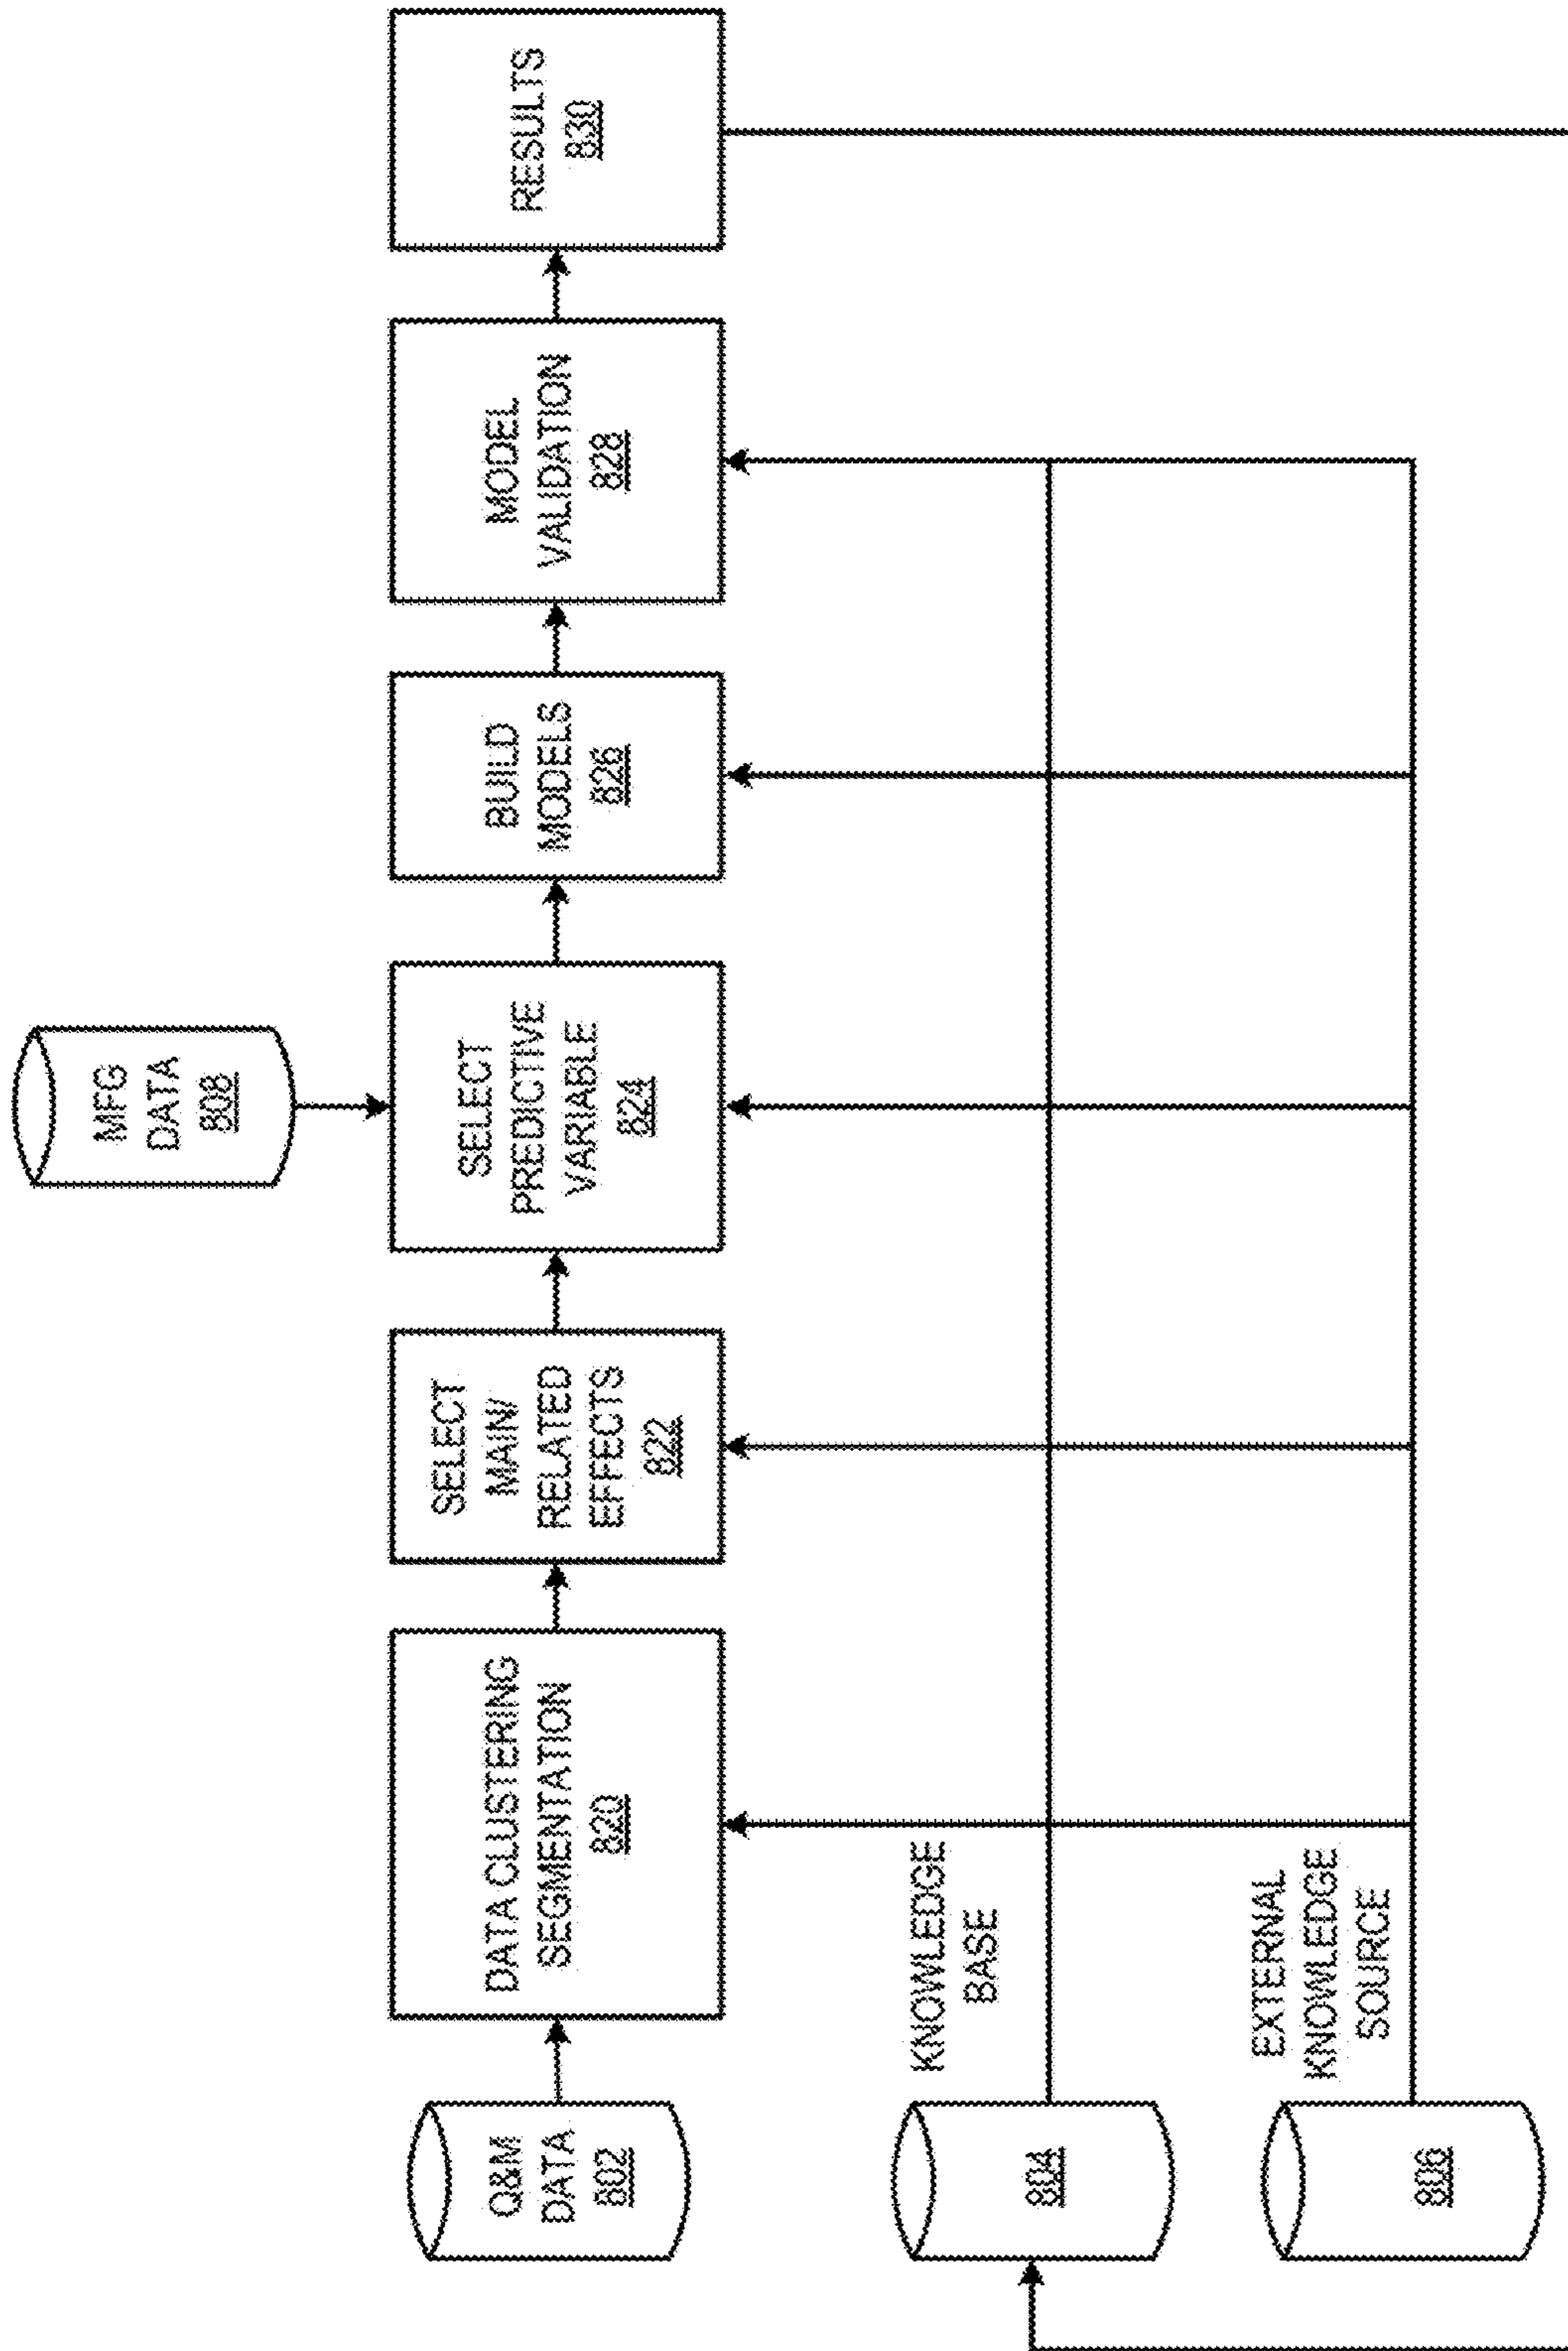 Q&M
DATA
802
DATA CLUSTERING
SEGMENTATION
820
SELECT
MAIN/
RELATED
EFFECTS
822
MFG
DATA
808
SELECT
PREDICTIVE
VARIABLE
824
BUILD
MODELS
826
MODEL
VALIDATION
828
RESULTS
830
KNOWLEDGE
BASE
804
EXTERNAL
KNOWLEDGE
SOURCE
806